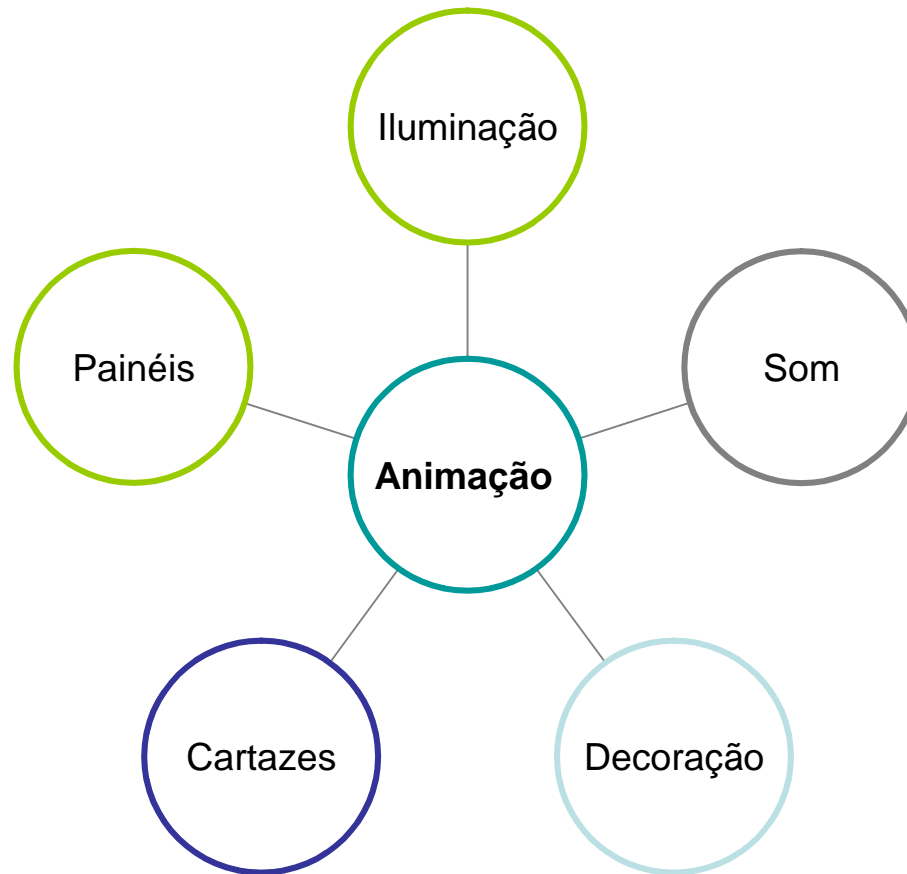 Iluminação
Painéis
Som
Animação
Cartazes
Decoração